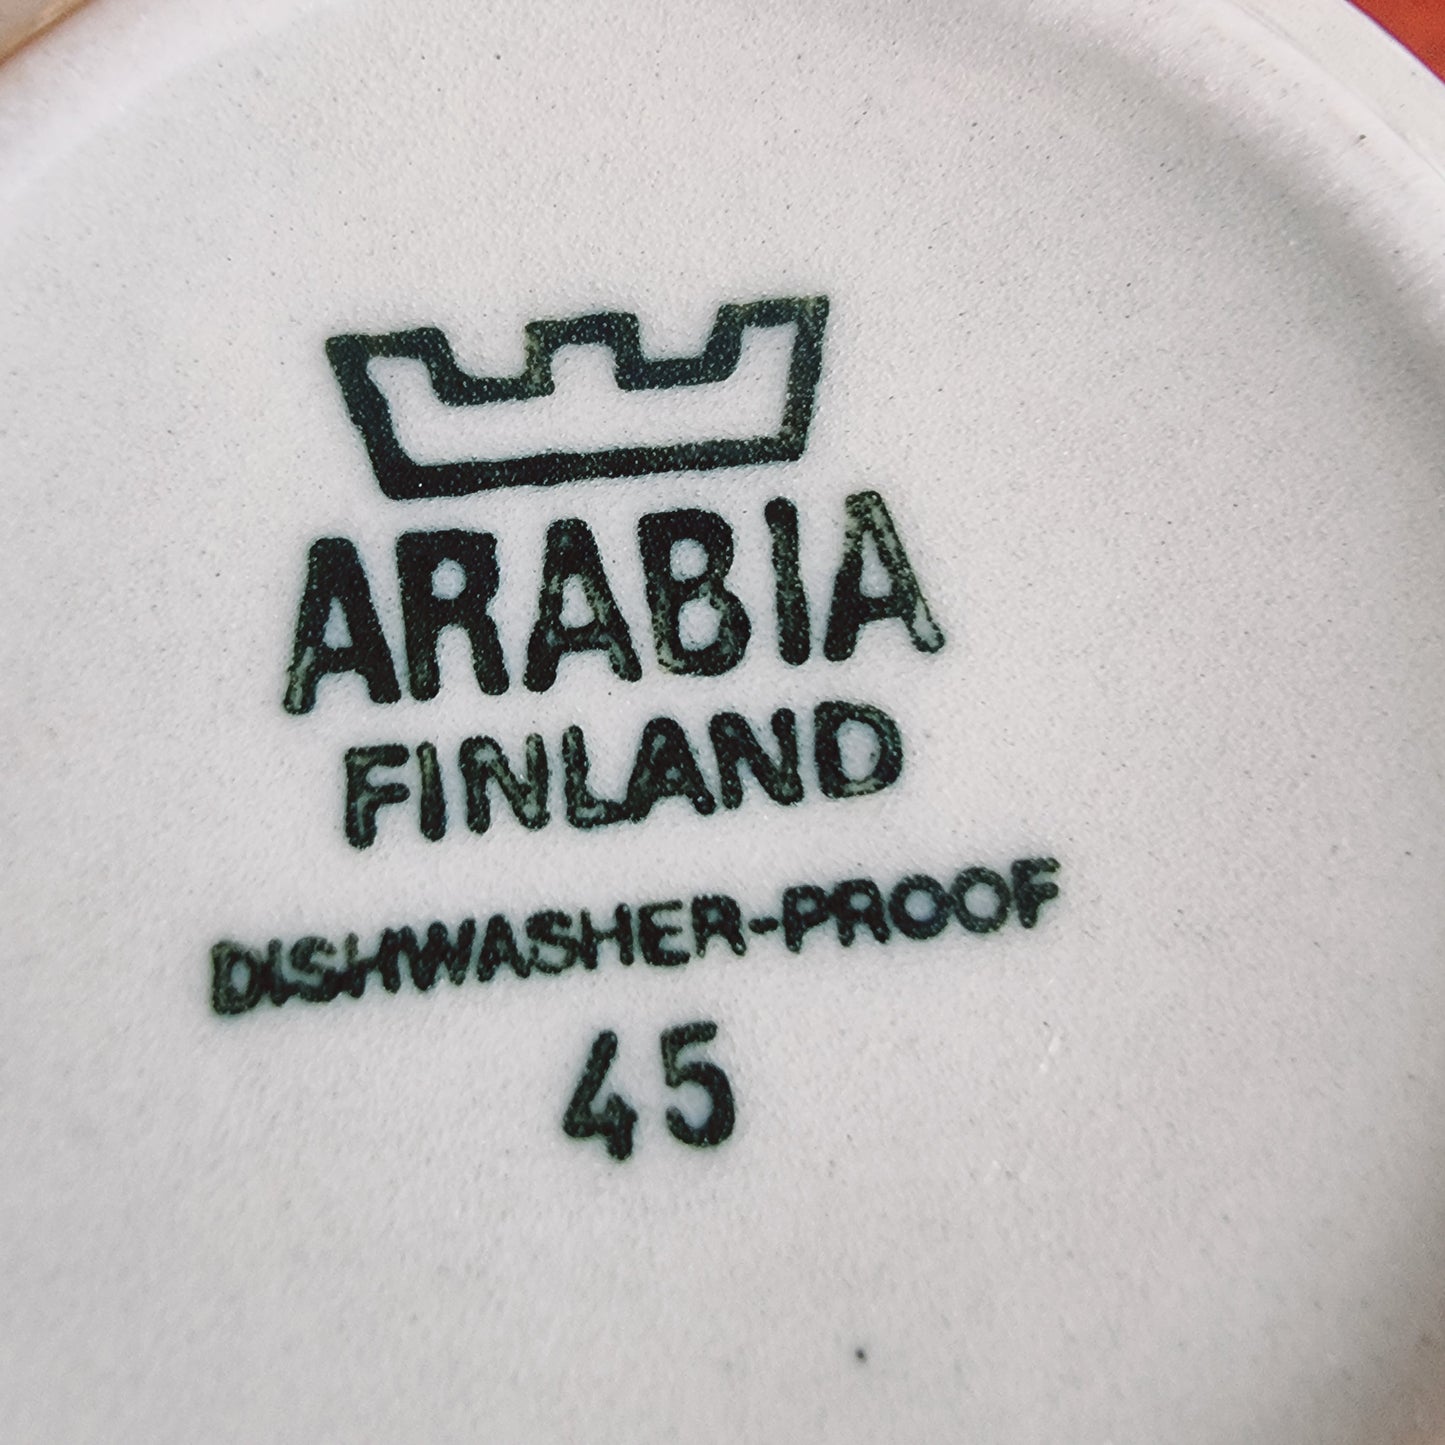 ARABIA
FINLAND
DISHWASHER-PROOF
45